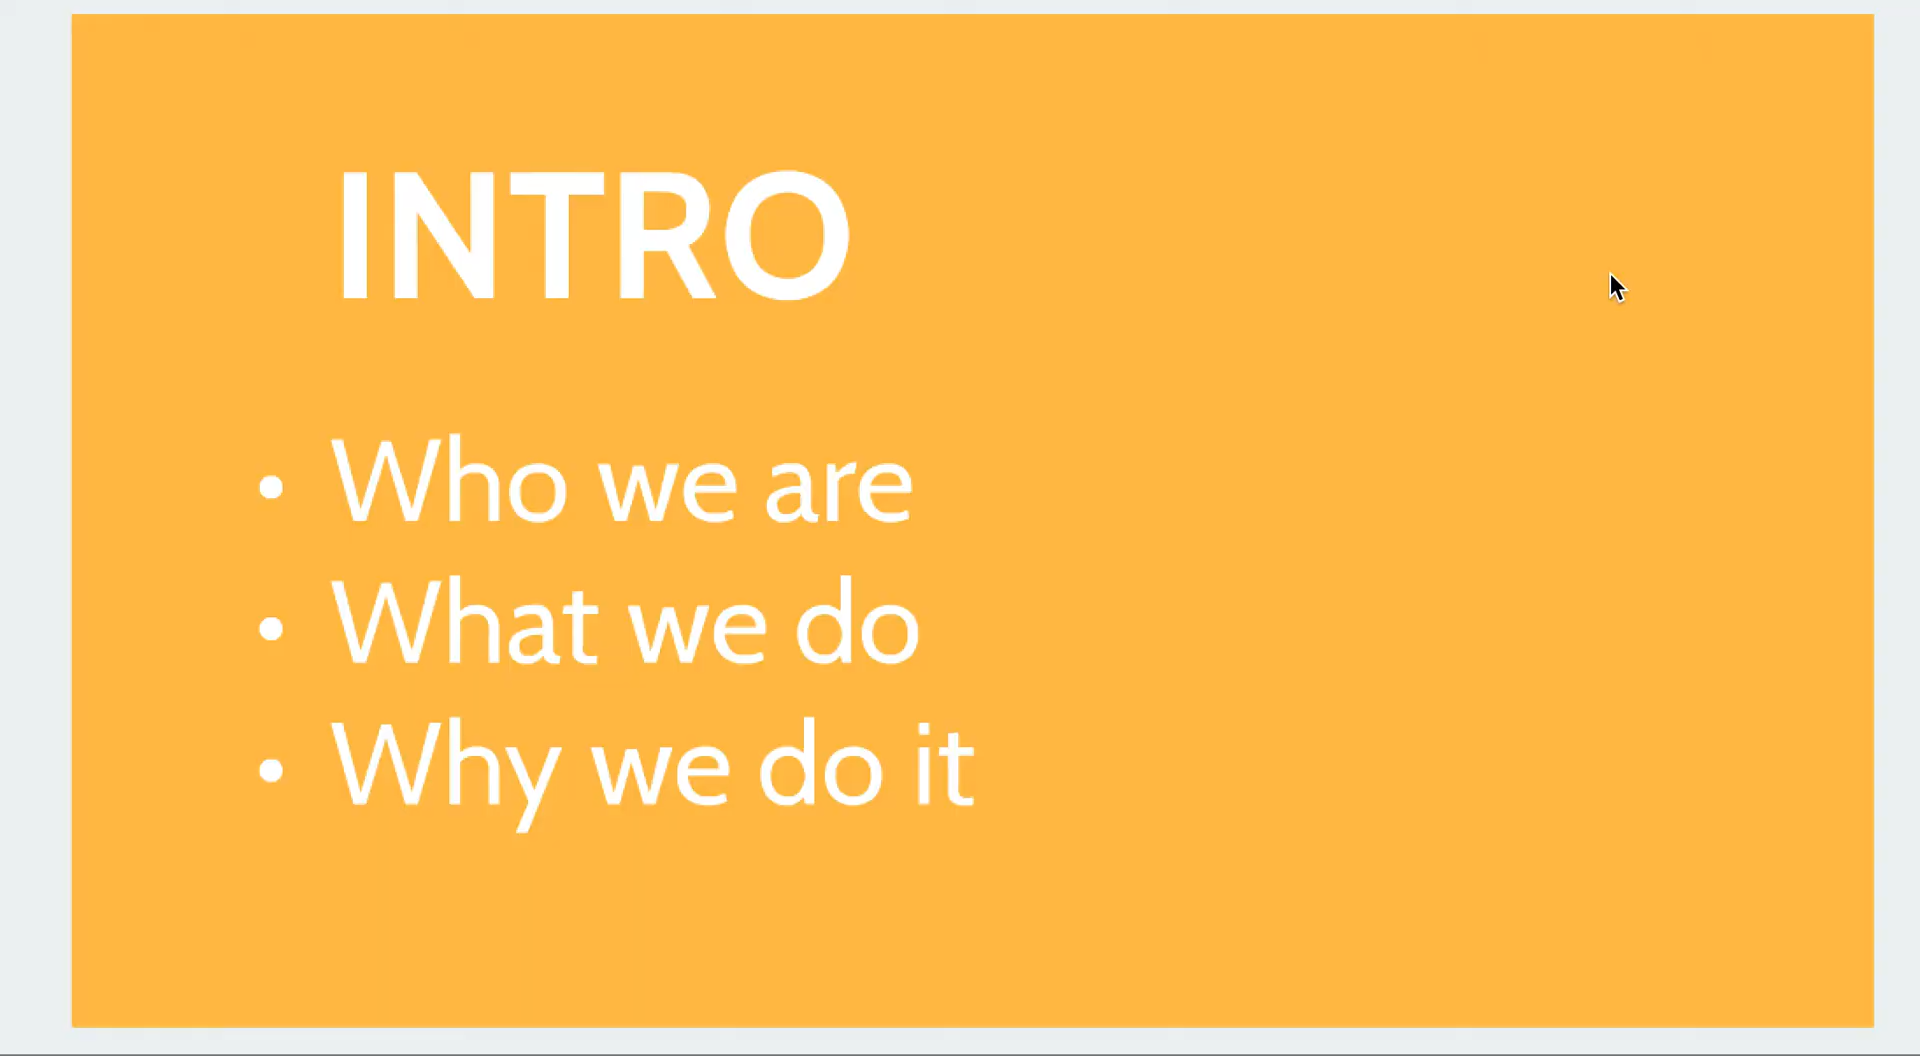 INTRO
• Who we are
• What we do
• Why we do it